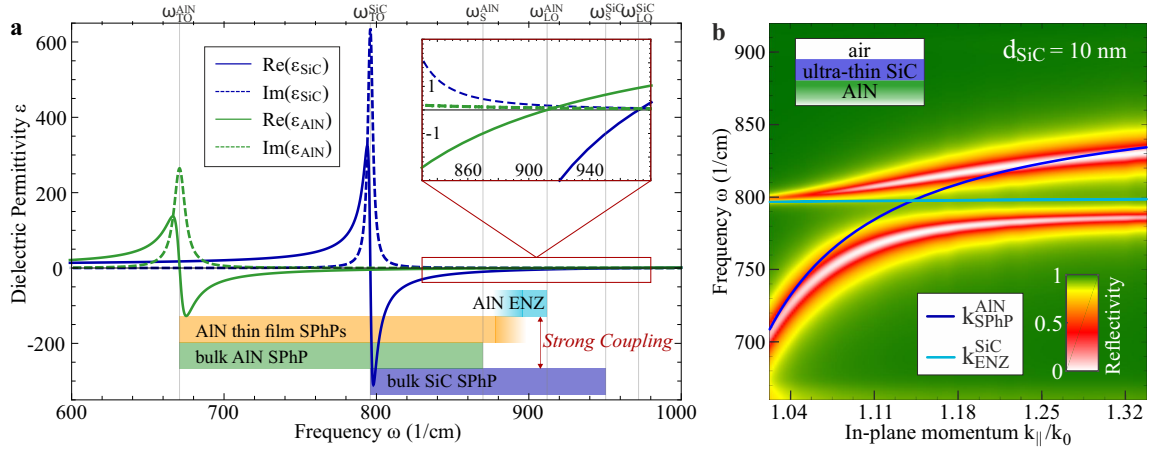 a
ω_TO^AlN ω_TO^SiC ω_S^AlN ω_LO^AlN ω_S^SiC ω_LO^SiC
Dielectric Permittivity ε
600
400
200
0
-200
Re(ε_SiC)
Im(ε_SiC)
Re(ε_AlN)
Im(ε_AlN)
1
-1
860 900 940
AlN ENZ
AlN thin film SPhPs
Strong Coupling
bulk AlN SPhP
bulk SiC SPhP
600 700 800 900 1000
Frequency ω (1/cm)
b
air
ultra-thin SiC
AlN
d_SiC = 10 nm
Frequency ω (1/cm)
900
850
800
750
700
k_SPhP^AlN
k_ENZ^SiC
1
0.5
0
Reflectivity
1.04 1.11 1.18 1.25 1.32
In-plane momentum k_||/k_0